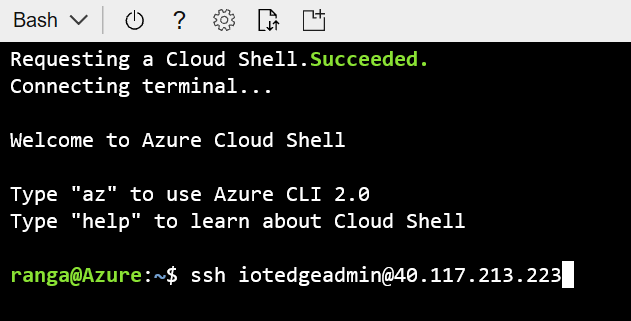 Bash
?
Requesting a Cloud Shell.Succeeded.
Connecting terminal...
Welcome to Azure Cloud Shell
Type "az" to use Azure CLI 2.0
Type "help" to learn about Cloud Shell
ranga@Azure:~$ ssh iotedgeadmin@40.117.213.223